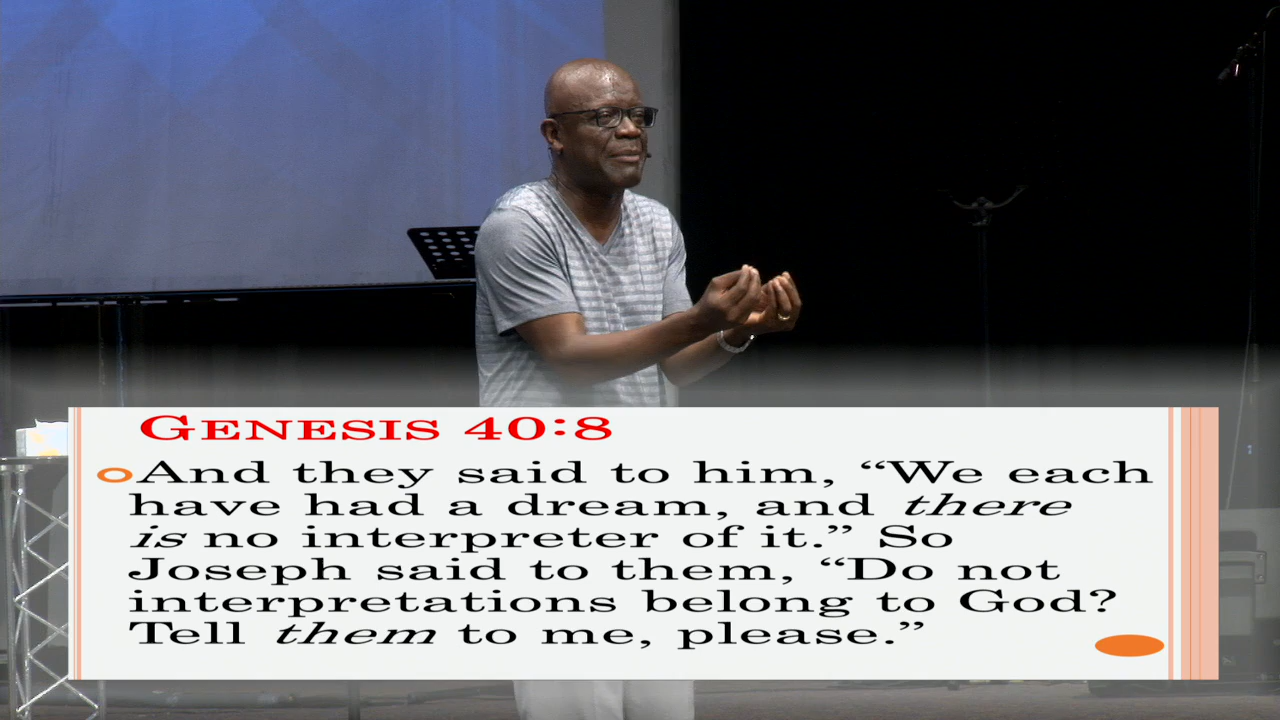 GENESIS 40:8
And they said to him, “We each
have had a dream, and there
is no interpreter of it.” So
Joseph said to them, “Do not
interpretations belong to God?
Tell them to me, please.”